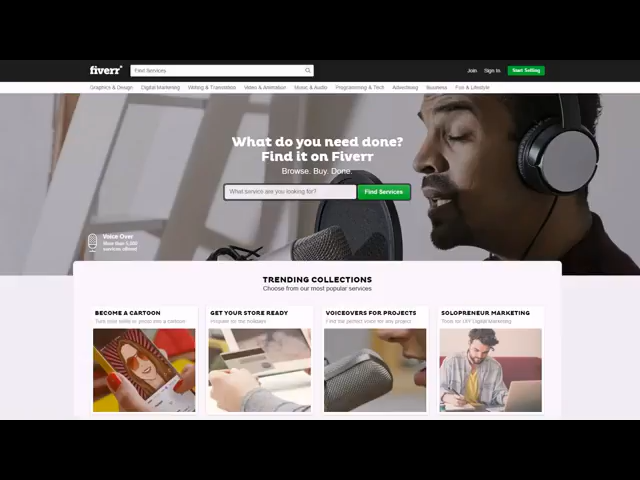 fiverr
Find Services
Join Sign In Start Selling
Graphics & Design Digital Marketing Writing & Translation Video & Animation Music & Audio Programming & Tech Advertising Business Fun & Lifestyle
What do you need done?
Find it on Fiverr
Browse. Buy. Done.
What service are you looking for? Find Services
Voice Over
More than 5,000
services offered
TRENDING COLLECTIONS
Choose from our most popular services
BECOME A CARTOON GET YOUR STORE READY VOICEOVERS FOR PROJECTS SOLOPRENEUR MARKETING
Turn your selfie or photo into a cartoon Prepare for the holidays Find the perfect voice for any project Tools for DIY Digital Marketing